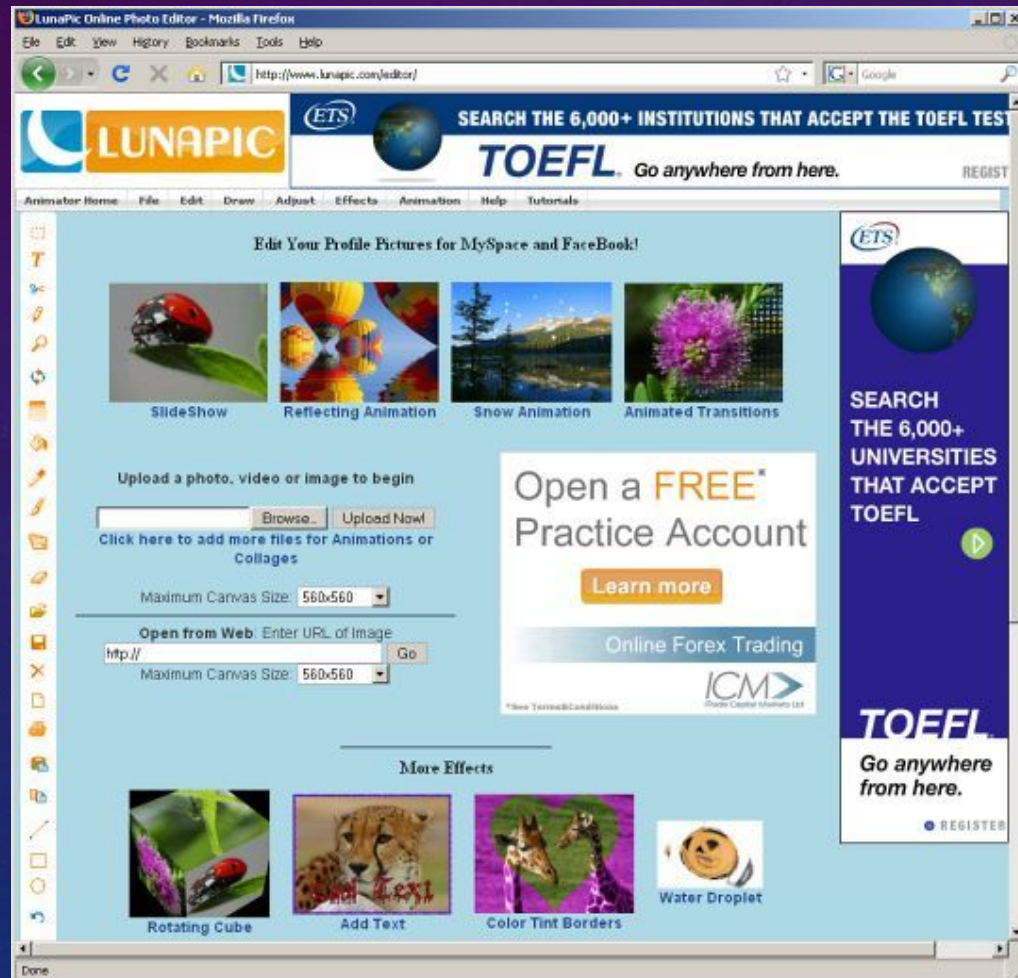 LunaPic Online Photo Editor - Mozilla Firefox
File Edit View History Bookmarks Tools Help
http://www.lunapic.com/editor/
Google
LUNAPIC
ETS
SEARCH THE 6,000+ INSTITUTIONS THAT ACCEPT THE TOEFL TEST
TOEFL. Go anywhere from here.
REGIST
Animator Home File Edit Draw Adjust Effects Animation Help Tutorials
Edit Your Profile Pictures for MySpace and FaceBook!
SlideShow Reflecting Animation Snow Animation Animated Transitions
Upload a photo, video or image to begin
Browse.. Upload Now!
Click here to add more files for Animations or
Collages
Maximum Canvas Size: 560x560
Open from Web: Enter URL of Image
http:// Go
Maximum Canvas Size: 560x560
Open a FREE*
Practice Account
Learn more
Online Forex Trading
ICM
*See Terms&Conditions
ETS
SEARCH
THE 6,000+
UNIVERSITIES
THAT ACCEPT
TOEFL
TOEFL
Go anywhere
from here.
REGISTER
More Effects
Add Text
Rotating Cube Add Text Color Tint Borders Water Droplet
Done